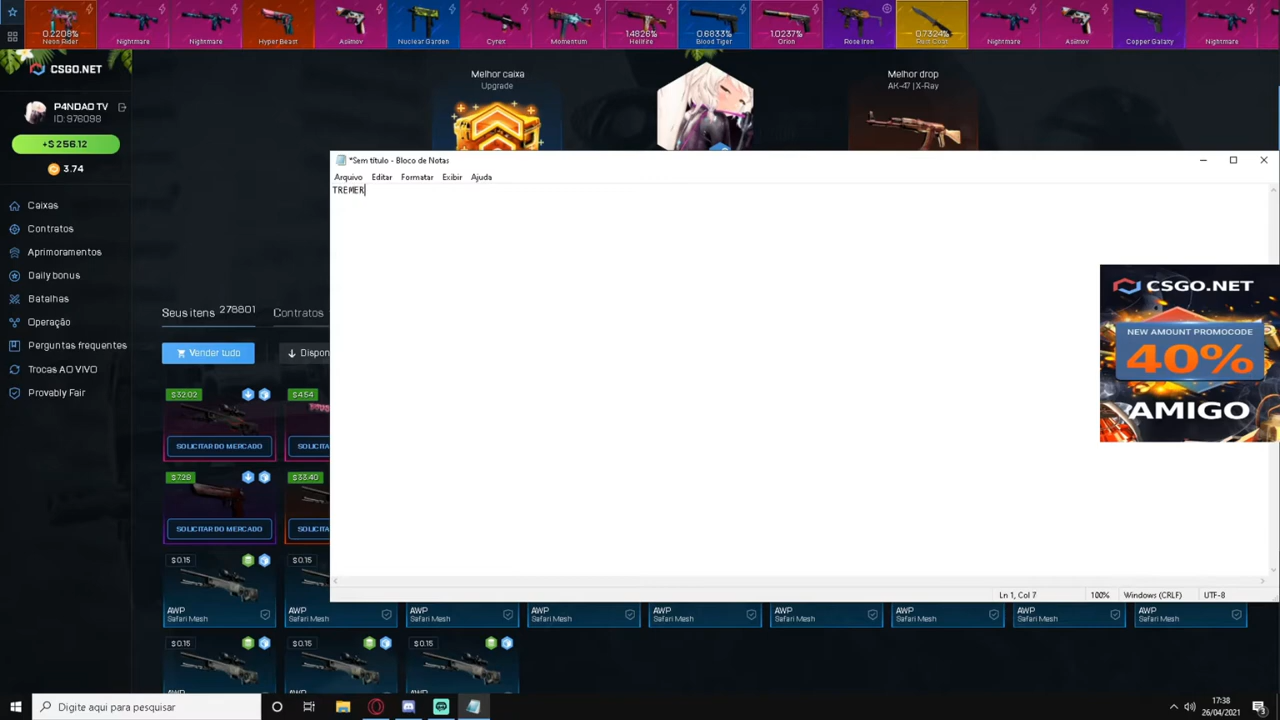 0.2208%
Neon Rider
Nightmare
Nightmare
Hyper Beast
Asiimov
Nuclear Garden
Cyrex
Momentum
1.4826%
Hellfire
0.6833%
Blood Tiger
1.0237%
Orion
Rose Iron
0.7324%
Rust Coat
Nightmare
Asiimov
Copper Galaxy
Nightmare
CSGO.NET
P4NDAO TV
ID: 976098
+$ 256.12
3.74
Caixas
Contratos
Aprimoramentos
Daily bonus
Batalhas
Operação
Perguntas frequentes
Trocas AO VIVO
Provably Fair
Melhor caixa
Upgrade
Melhor drop
AK-47 | X-Ray
*Sem título - Bloco de Notas
Arquivo Editar Formatar Exibir Ajuda
TREMER
Ln 1, Col 7 100% Windows (CRLF) UTF-8
Seus itens 278801 Contratos
Vender tudo
Dispon
$32.02
$4.54
SOLICITAR DO MERCADO
SOLICITA
$7.28
$33.40
SOLICITAR DO MERCADO
SOLICITA
$0.15
$0.15
AWP
Safari Mesh
AWP
Safari Mesh
AWP
Safari Mesh
AWP
Safari Mesh
AWP
Safari Mesh
AWP
Safari Mesh
AWP
Safari Mesh
AWP
Safari Mesh
AWP
Safari Mesh
$0.15
$0.15
$0.15
CSGO.NET
NEW AMOUNT PROMOCODE
40%
AMIGO
Digite aqui para pesquisar
17:38
26/04/2021
3